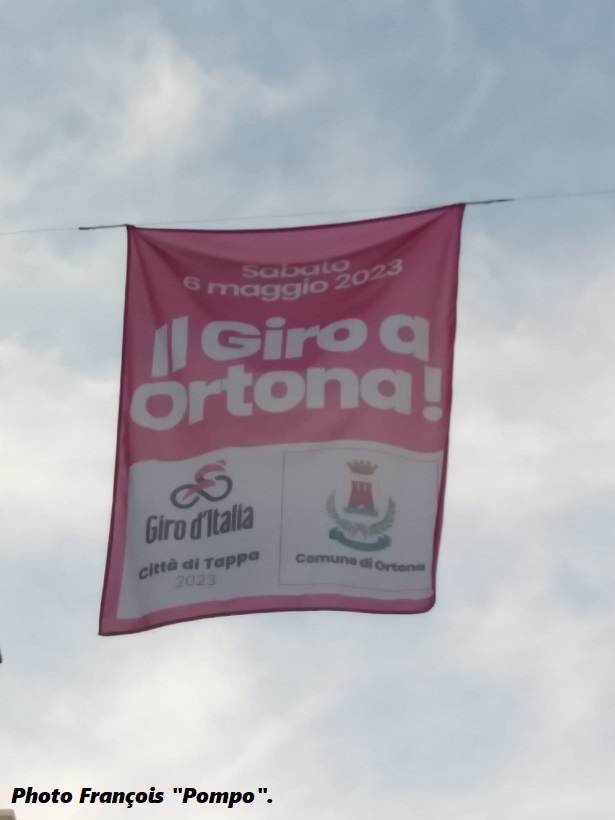 Sabato
6 maggio 2023
Il Giro a
Ortona!
Giro d'Italia
Città di Tappa
2023
Comune di Ortona
Photo François "Pompo".